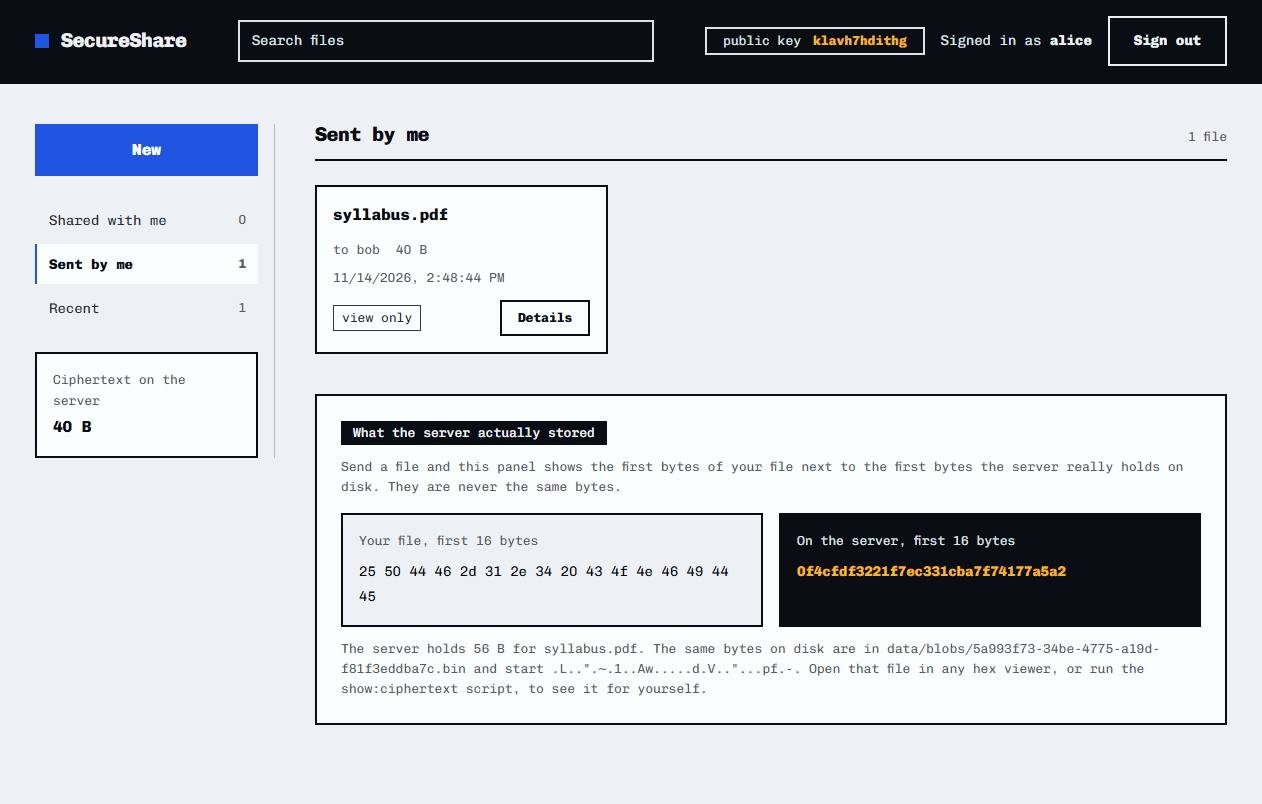 SecureShare
Search files
public key klavh7hdithg
Signed in as alice
Sign out
New
Shared with me 0
Sent by me 1
Recent 1
Ciphertext on the
server
40 B
Sent by me
1 file
syllabus.pdf
to bob 40 B
11/14/2026, 2:48:44 PM
view only
Details
What the server actually stored
Send a file and this panel shows the first bytes of your file next to the first bytes the server really holds on
disk. They are never the same bytes.
Your file, first 16 bytes
25 50 44 46 2d 31 2e 34 20 43 4f 4e 46 49 44
45
On the server, first 16 bytes
0f4cfdf3221f7ec331cba7f74177a5a2
The server holds 56 B for syllabus.pdf. The same bytes on disk are in data/blobs/5a993f73-34be-4775-a19d-
f81f3eddba7c.bin and start .L..".~.1..Aw.....d.V.."...pf.-. Open that file in any hex viewer, or run the
show:ciphertext script, to see it for yourself.